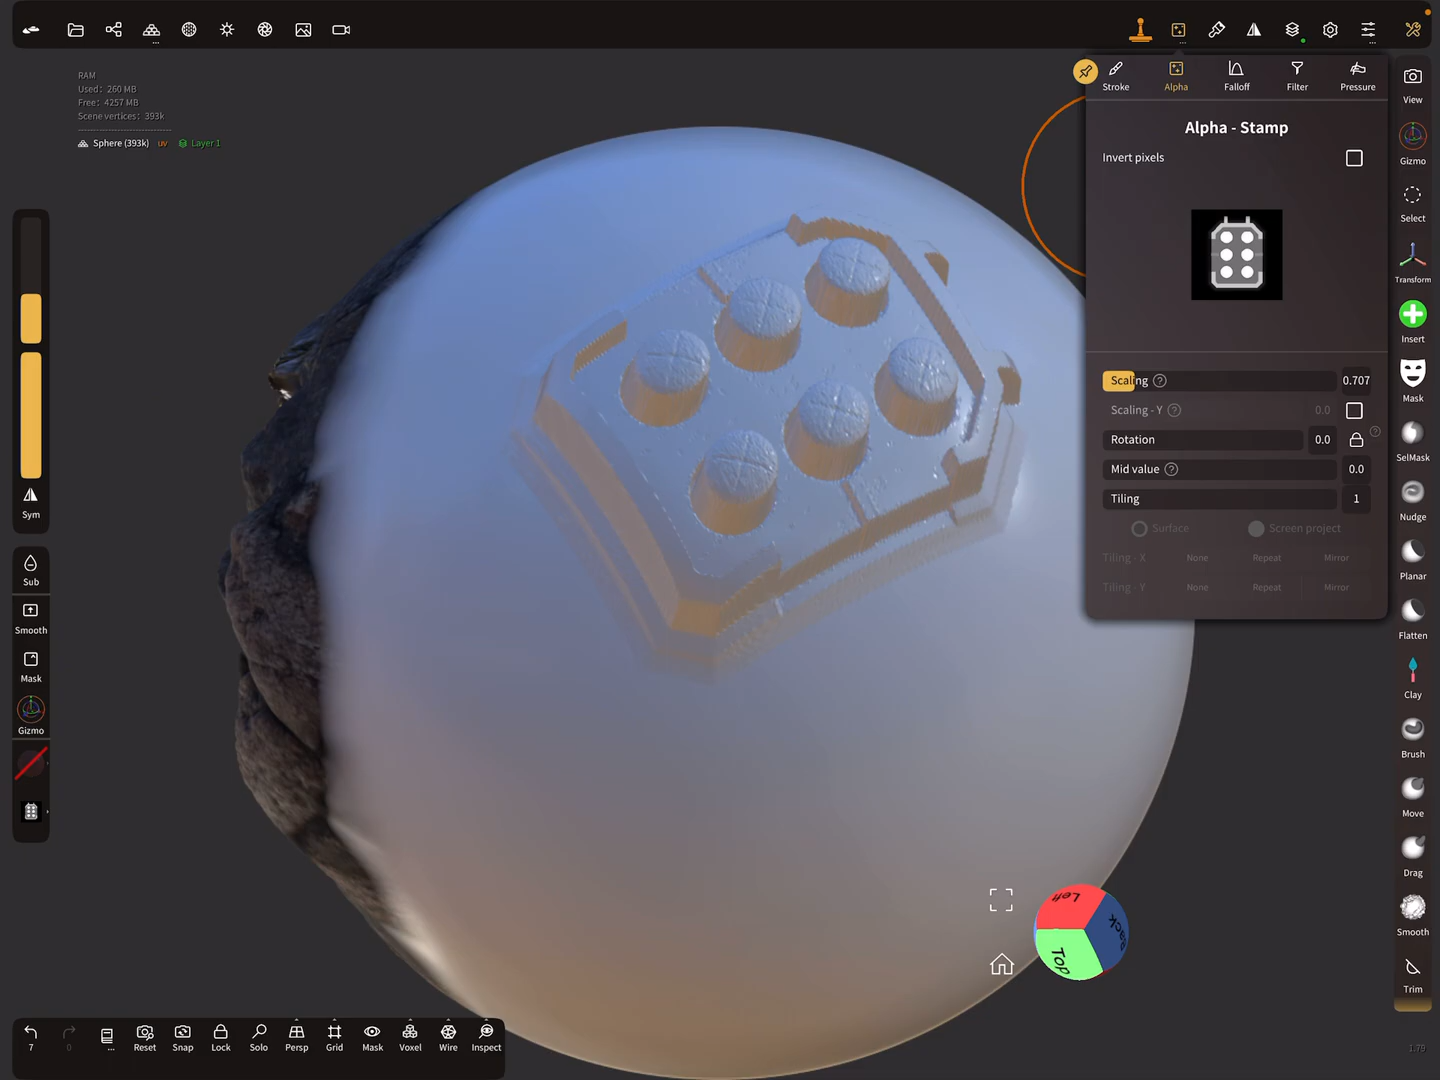 RAM
Used: 260 MB
Free: 4257 MB
Scene vertices: 393k
Sphere (393k) uv Layer 1
Sym
Sub
Smooth
Mask
Gizmo
Stroke Alpha Falloff Filter Pressure
Alpha - Stamp
Invert pixels
Scaling ? 0.707
Scaling - Y ? 0.0
Rotation 0.0 ?
Mid value ? 0.0
Tiling 1
Surface Screen project
Tiling - X None Repeat Mirror
Tiling - Y None Repeat Mirror
View
Gizmo
Select
Transform
Insert
Mask
SelMask
Nudge
Planar
Flatten
Clay
Brush
Move
Drag
Smooth
Trim
Left
Back
Top
7 0 ... Reset Snap Lock Solo Persp Grid Mask Voxel Wire Inspect
1.79